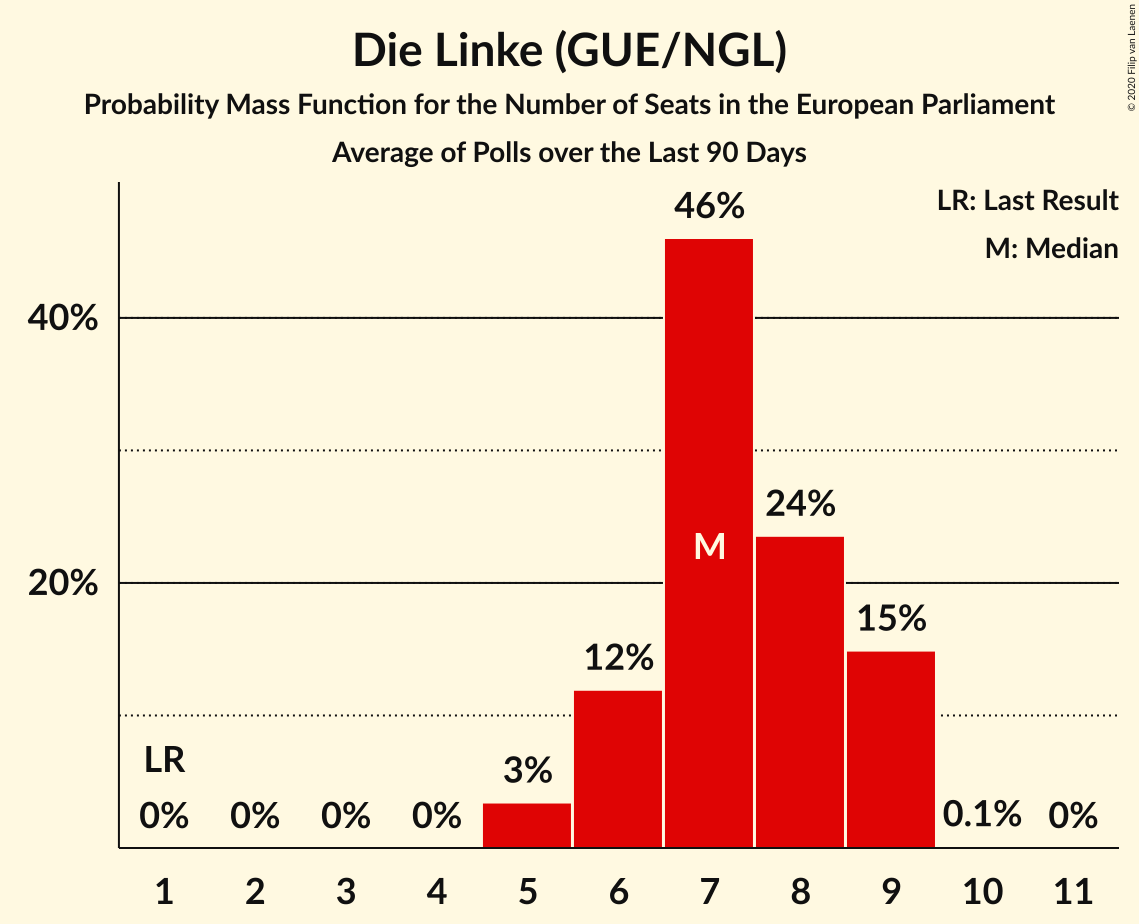 Die Linke (GUE/NGL)
Probability Mass Function for the Number of Seats in the European Parliament
Average of Polls over the Last 90 Days
© 2020 Filip van Laenen
LR: Last Result
M: Median
46%
40%
24%
M
20%
15%
12%
LR
3%
0% 0% 0% 0% 0.1% 0%
1 2 3 4 5 6 7 8 9 10 11